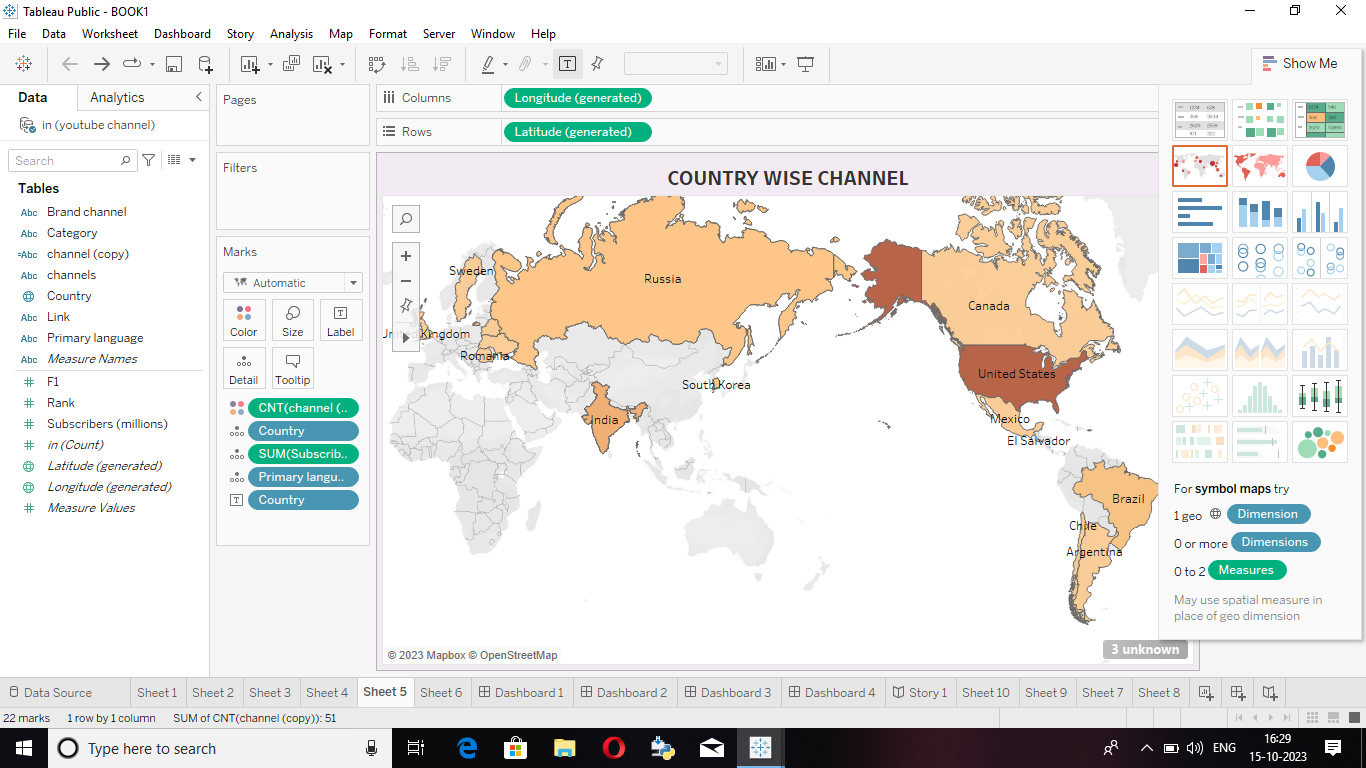 Tableau Public - BOOK1
File Data Worksheet Dashboard Story Analysis Map Format Server Window Help
Show Me
Data Analytics
in (youtube channel)
Search
Tables
Abc Brand channel
Abc Category
=Abc channel (copy)
Abc channels
Country
Abc Link
Abc Primary language
Abc Measure Names
F1
Rank
Subscribers (millions)
in (Count)
Latitude (generated)
Longitude (generated)
Measure Values
Pages
Filters
Marks
Automatic
Color Size Label
Detail Tooltip
CNT(channel (..
Country
SUM(Subscrib..
Primary langu..
Country
Columns Longitude (generated)
Rows Latitude (generated)
COUNTRY WISE CHANNEL
Sweden
Russia
Canada
Kingdom
Romania
United States
South Korea
India
Mexico
El Salvador
Brazil
Chile
Argentina
© 2023 Mapbox © OpenStreetMap
3 unknown
For symbol maps try
1 geo Dimension
0 or more Dimensions
0 to 2 Measures
May use spatial measure in
place of geo dimension
Data Source Sheet 1 Sheet 2 Sheet 3 Sheet 4 Sheet 5 Sheet 6 Dashboard 1 Dashboard 2 Dashboard 3 Dashboard 4 Story 1 Sheet 10 Sheet 9 Sheet 7 Sheet 8
22 marks 1 row by 1 column SUM of CNT(channel (copy)): 51
Type here to search
ENG
16:29
15-10-2023